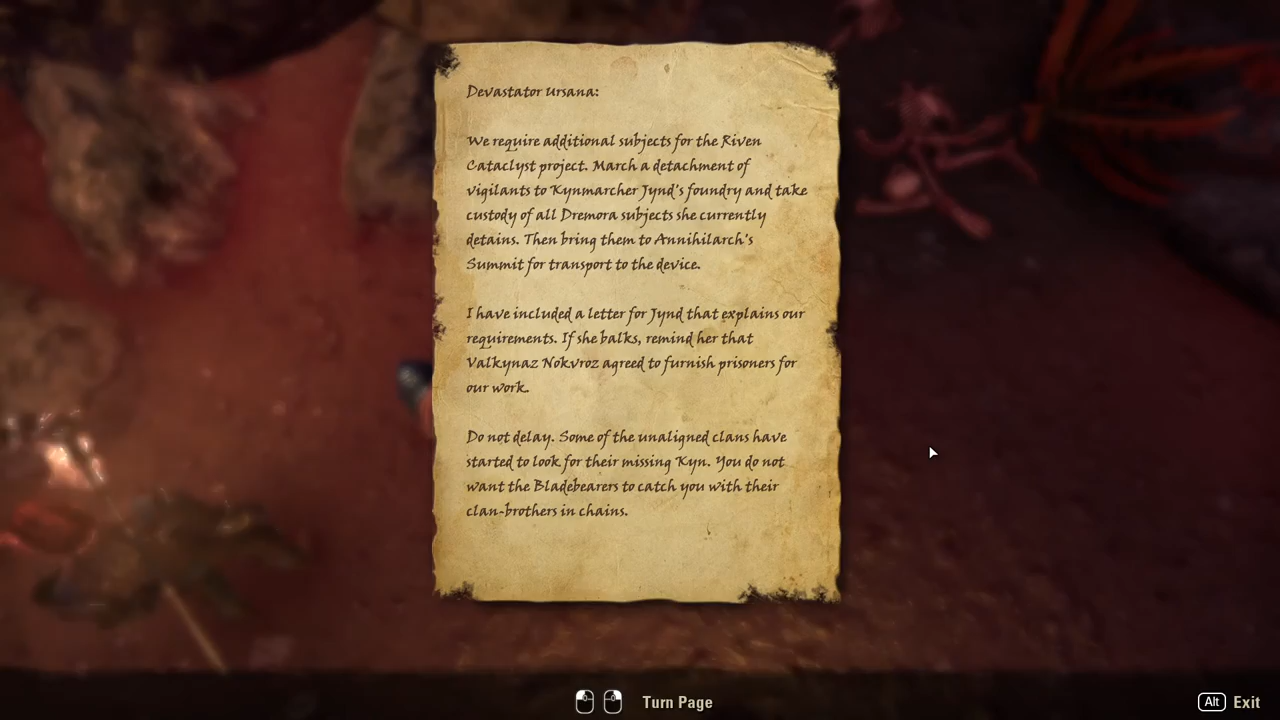 Devastator Ursana:
We require additional subjects for the Riven
Cataclyst project. March a detachment of
vigilants to Kynmarcher Jynd's foundry and take
custody of all Dremora subjects she currently
detains. Then bring them to Annihilarch's
Summit for transport to the device.
I have included a letter for Jynd that explains our
requirements. If she balks, remind her that
Valkynaz Nokvroz agreed to furnish prisoners for
our work.
Do not delay. Some of the unaligned clans have
started to look for their missing Kyn. You do not
want the Bladebearers to catch you with their
clan-brothers in chains.
Turn Page
Alt Exit